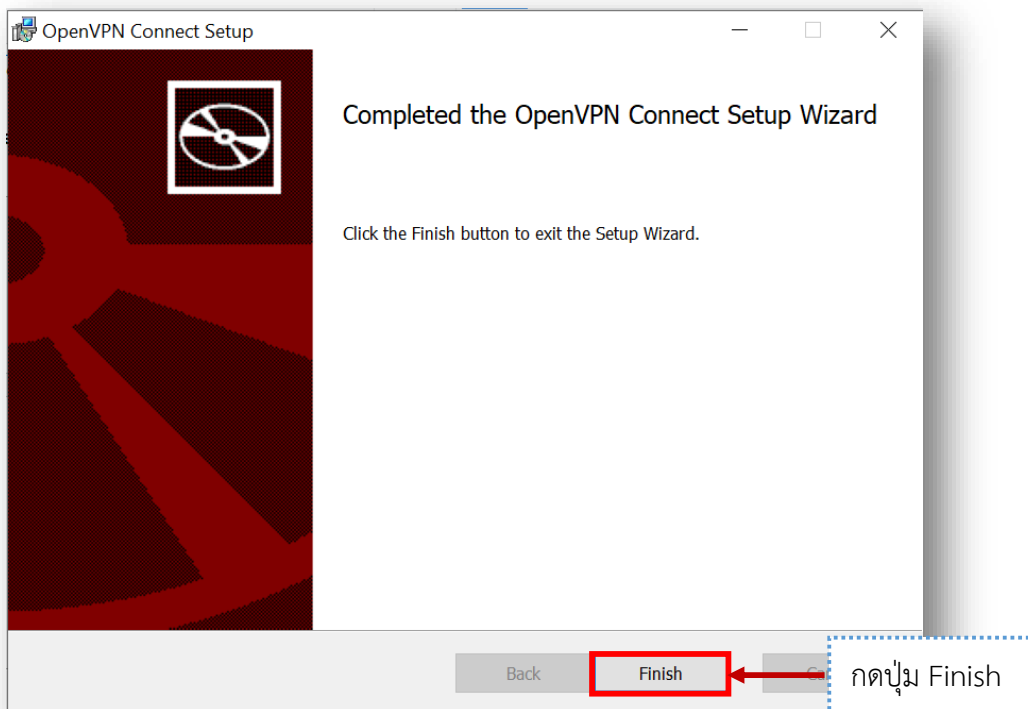 OpenVPN Connect Setup
Completed the OpenVPN Connect Setup Wizard
Click the Finish button to exit the Setup Wizard.
Back
Finish
กดปุ่ม Finish